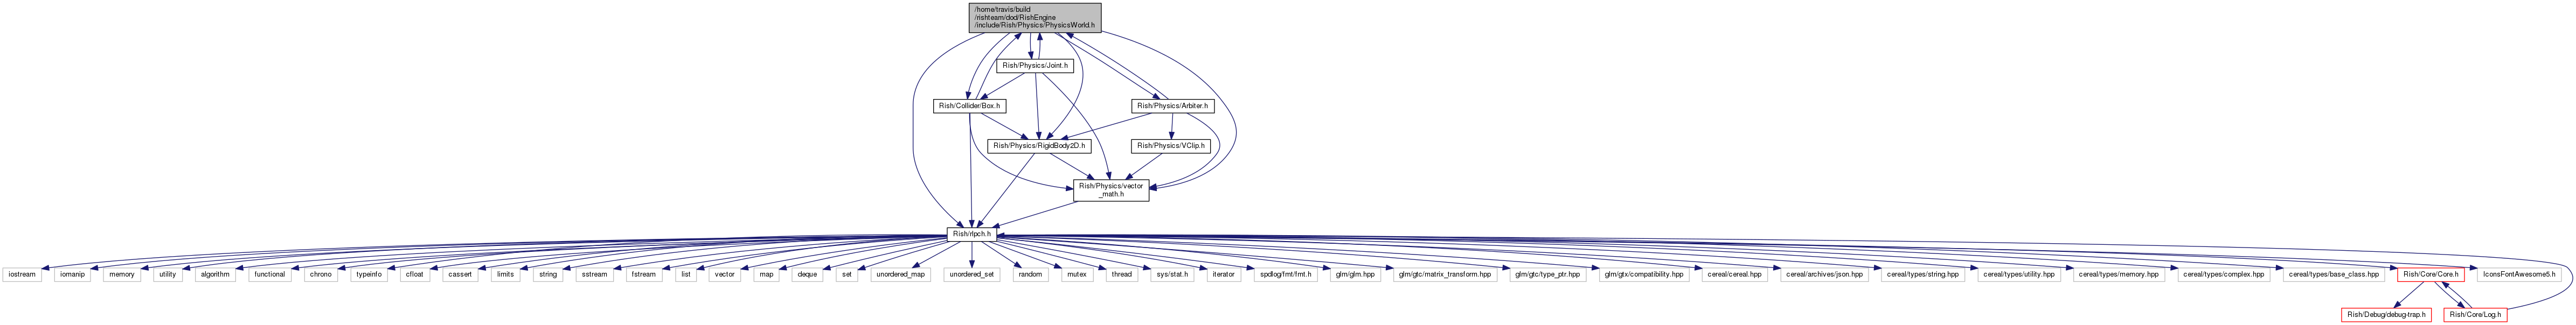 /home/travis/build
/rishteam/dod/RishEngine
/include/Rish/Physics/PhysicsWorld.h
Rish/Physics/Joint.h
Rish/Collider/Box.h
Rish/Physics/Arbiter.h
Rish/Physics/RigidBody2D.h
Rish/Physics/VClip.h
Rish/Physics/vector
_math.h
Rish/rlpch.h
iostream
iomanip
memory
utility
algorithm
functional
chrono
typeinfo
cfloat
cassert
limits
string
sstream
fstream
list
vector
map
deque
set
unordered_map
unordered_set
random
mutex
thread
sys/stat.h
iterator
spdlog/fmt/fmt.h
glm/glm.hpp
glm/gtc/matrix_transform.hpp
glm/gtc/type_ptr.hpp
glm/gtx/compatibility.hpp
cereal/cereal.hpp
cereal/archives/json.hpp
cereal/types/string.hpp
cereal/types/utility.hpp
cereal/types/memory.hpp
cereal/types/complex.hpp
cereal/types/base_class.hpp
Rish/Core/Core.h
IconsFontAwesome5.h
Rish/Debug/debug-trap.h
Rish/Core/Log.h